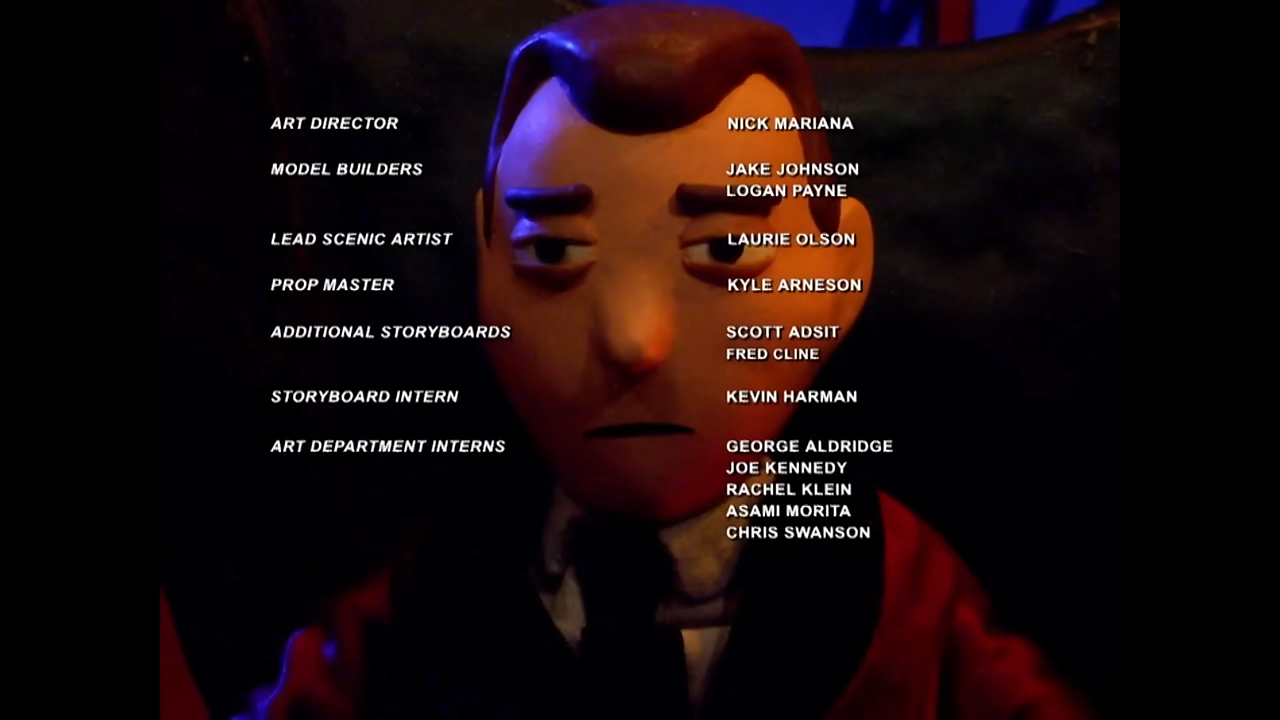 ART DIRECTOR NICK MARIANA
MODEL BUILDERS JAKE JOHNSON
LOGAN PAYNE
LEAD SCENIC ARTIST LAURIE OLSON
PROP MASTER KYLE ARNESON
ADDITIONAL STORYBOARDS SCOTT ADSIT
FRED CLINE
STORYBOARD INTERN KEVIN HARMAN
ART DEPARTMENT INTERNS GEORGE ALDRIDGE
JOE KENNEDY
RACHEL KLEIN
ASAMI MORITA
CHRIS SWANSON